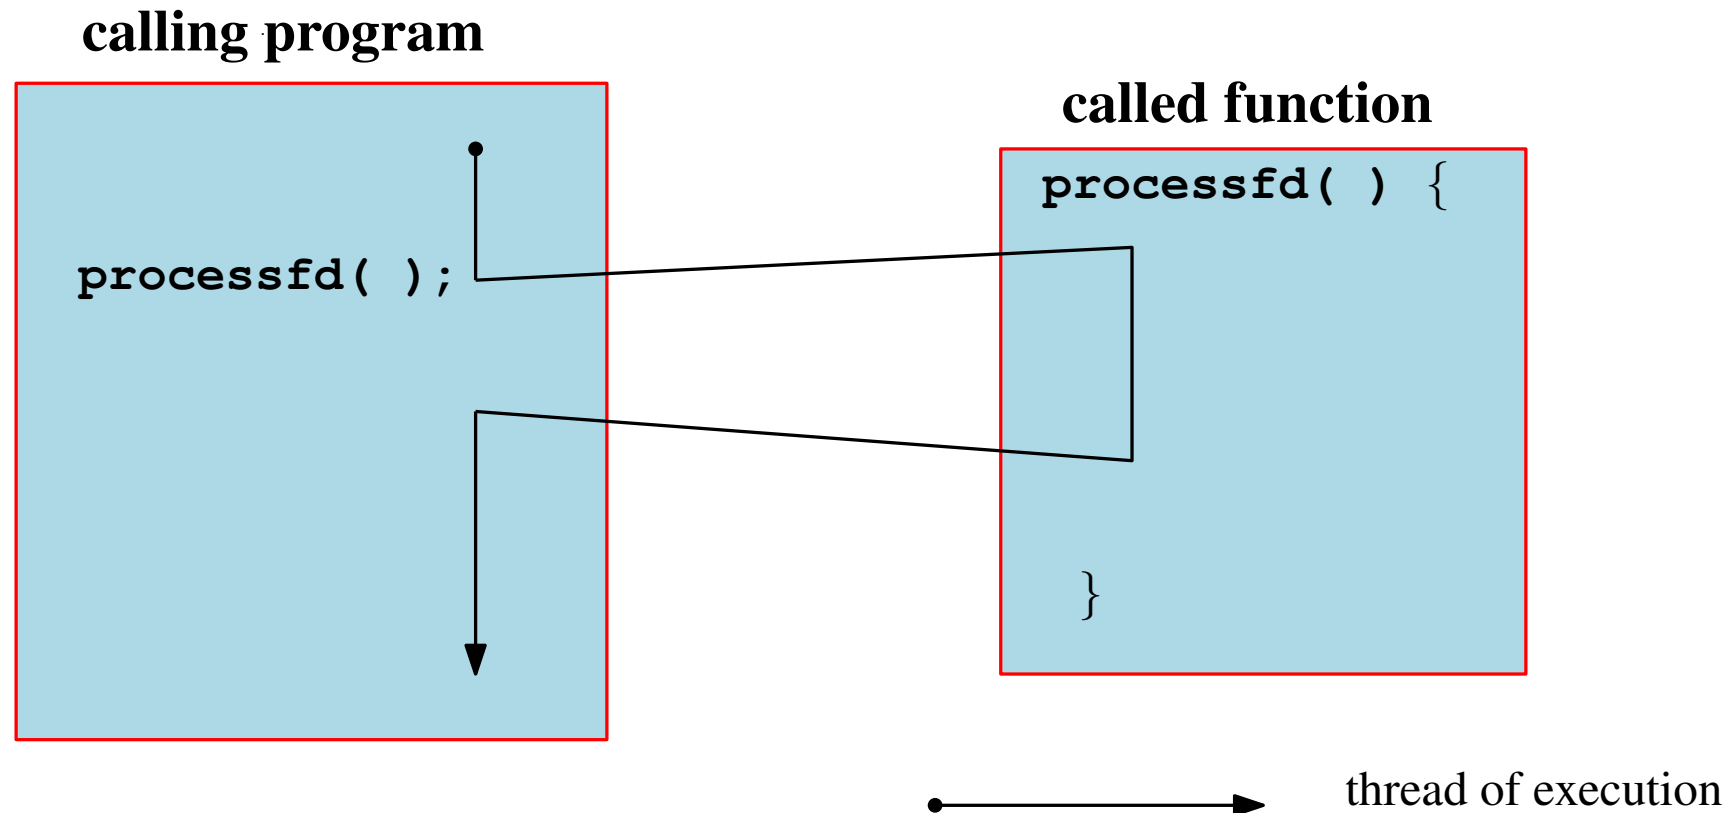 calling program
called function
processfd( ) {
processfd( );
}
thread of execution